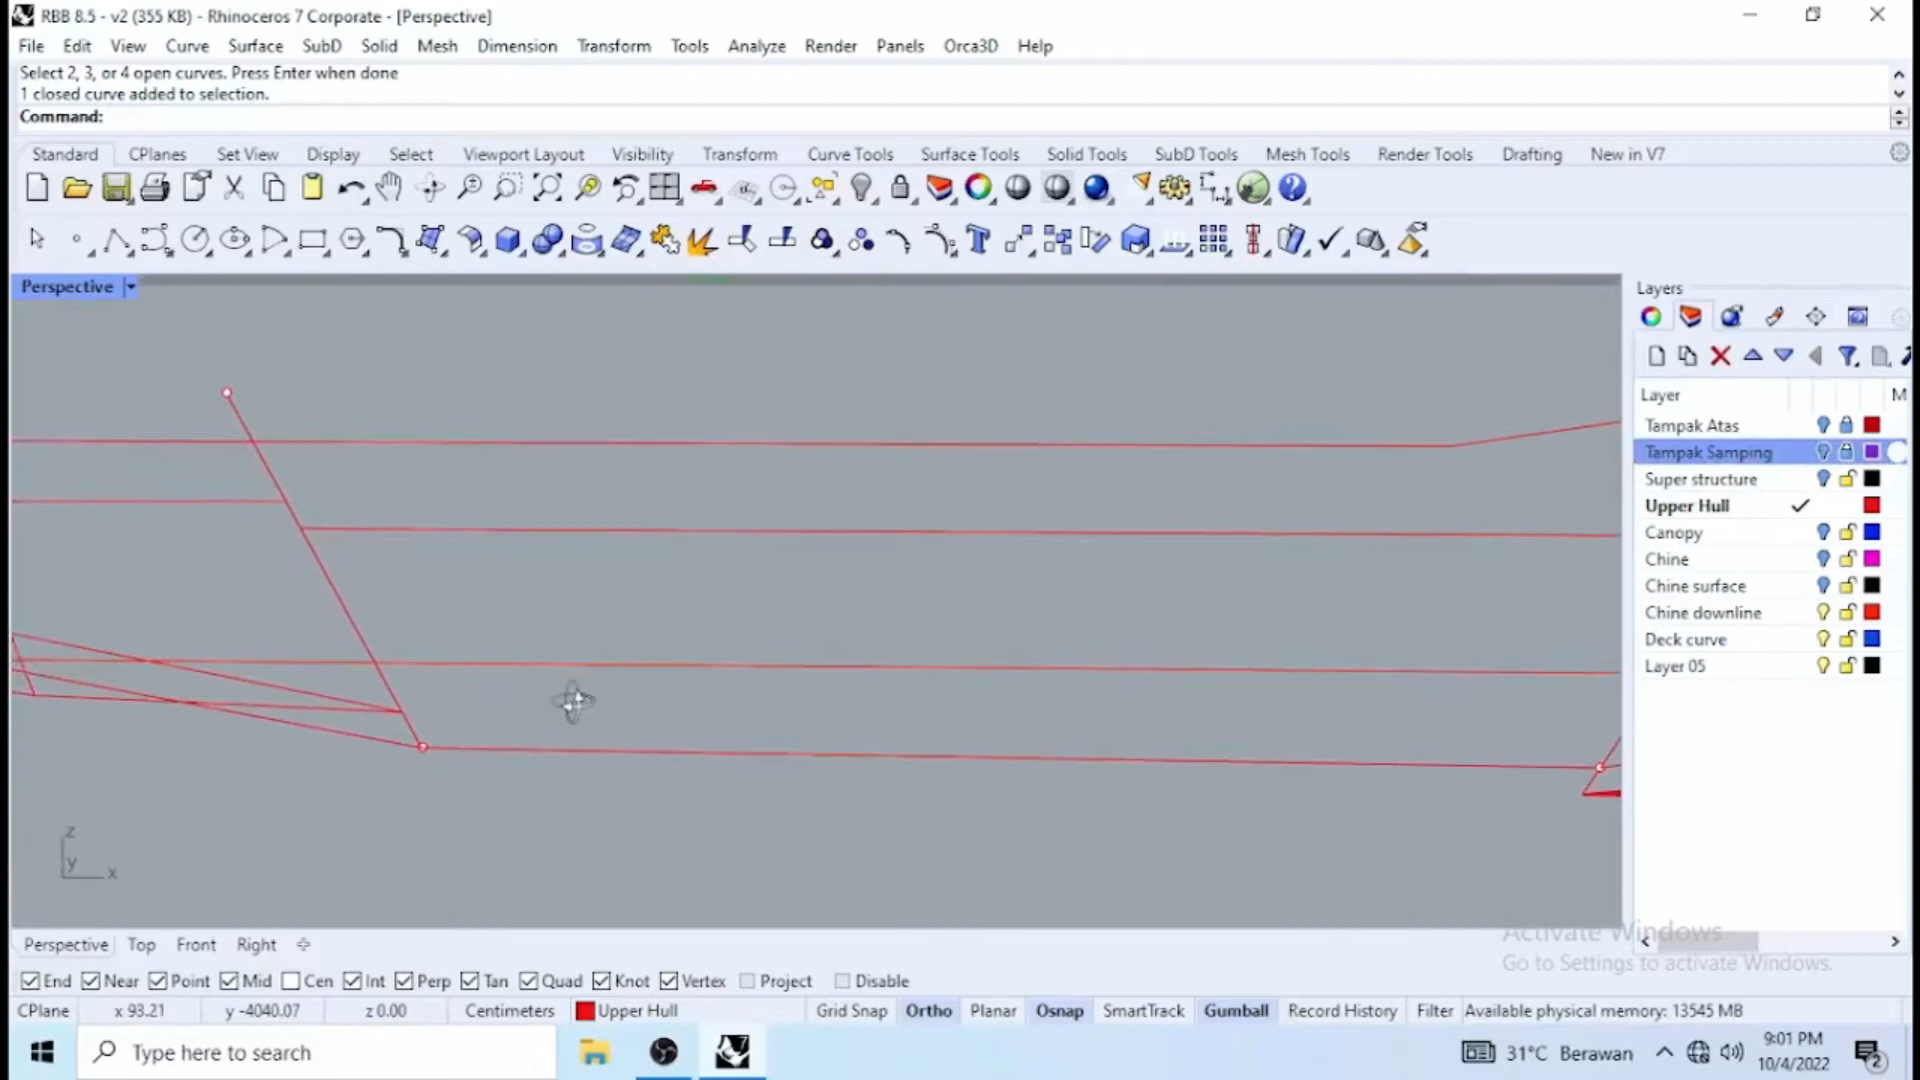 RBB 8.5 - v2 (355 KB) - Rhinoceros 7 Corporate - [Perspective]
File Edit View Curve Surface SubD Solid Mesh Dimension Transform Tools Analyze Render Panels Orca3D Help
Select 2, 3, or 4 open curves. Press Enter when done
1 closed curve added to selection.
Command:
Standard CPlanes Set View Display Select Viewport Layout Visibility Transform Curve Tools Surface Tools Solid Tools SubD Tools Mesh Tools Render Tools Drafting New in V7
Perspective
Layers
Layer M
Tampak Atas
Tampak Samping
Super structure
Upper Hull
Canopy
Chine
Chine surface
Chine downline
Deck curve
Layer 05
z
y x
Perspective Top Front Right
Activate Windows
Go to Settings to activate Windows.
End Near Point Mid Cen Int Perp Tan Quad Knot Vertex Project Disable
CPlane x 93.21 y -4040.07 z 0.00 Centimeters Upper Hull Grid Snap Ortho Planar Osnap SmartTrack Gumball Record History Filter Available physical memory: 13545 MB
Type here to search
31°C Berawan
9:01 PM
10/4/2022
2